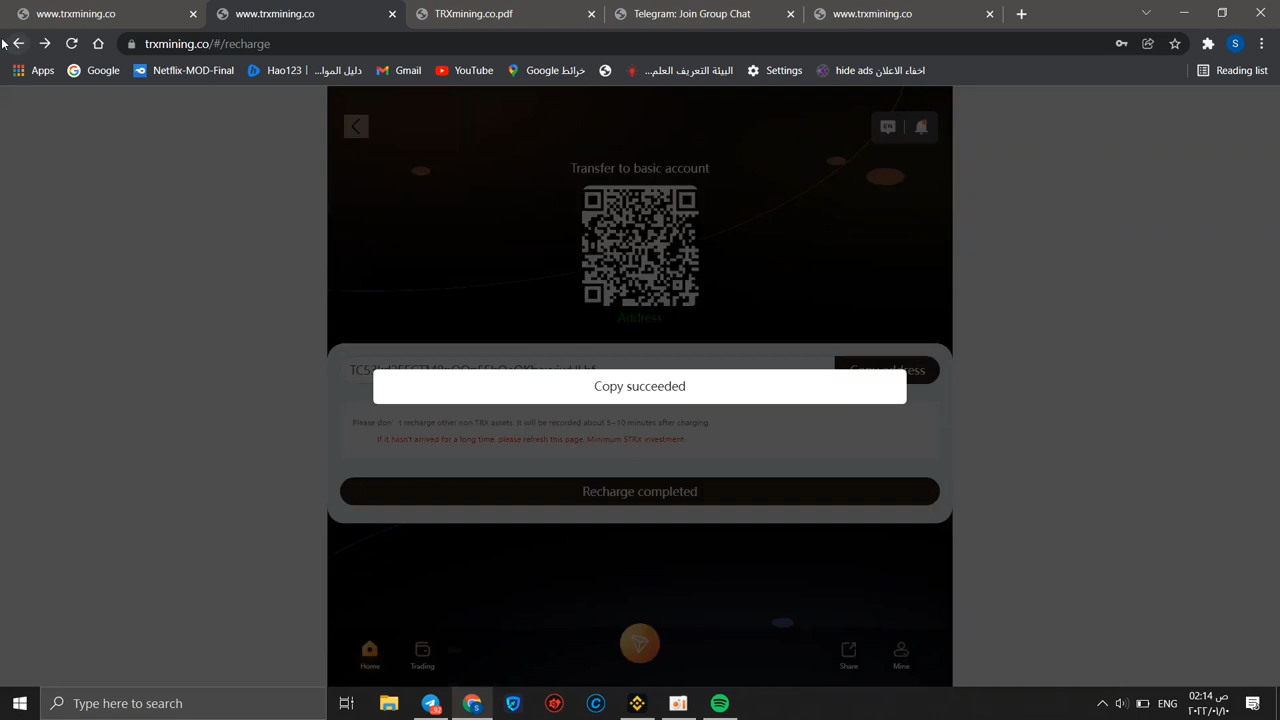 www.trxmining.co
www.trxmining.co
TRXmining.co.pdf
Telegram: Join Group Chat
www.trxmining.co
trxmining.co/#/recharge
Apps
Google
Netflix-MOD-Final
Hao123
دليل الموا...
Gmail
YouTube
خرائط Google
البيئة التعريف العلم...
Settings
hide ads اخفاء الاعلان
Reading list
EN
Transfer to basic account
Address
Copy address
Copy succeeded
Please don' t recharge other non TRX assets. It will be recorded about 5~10 minutes after charging.
If it hasn't arrived for a long time, please refresh this page. Minimum 5TRX investment.
Recharge completed
Home
Trading
Share
Mine
Type here to search
ENG
02:14 ص